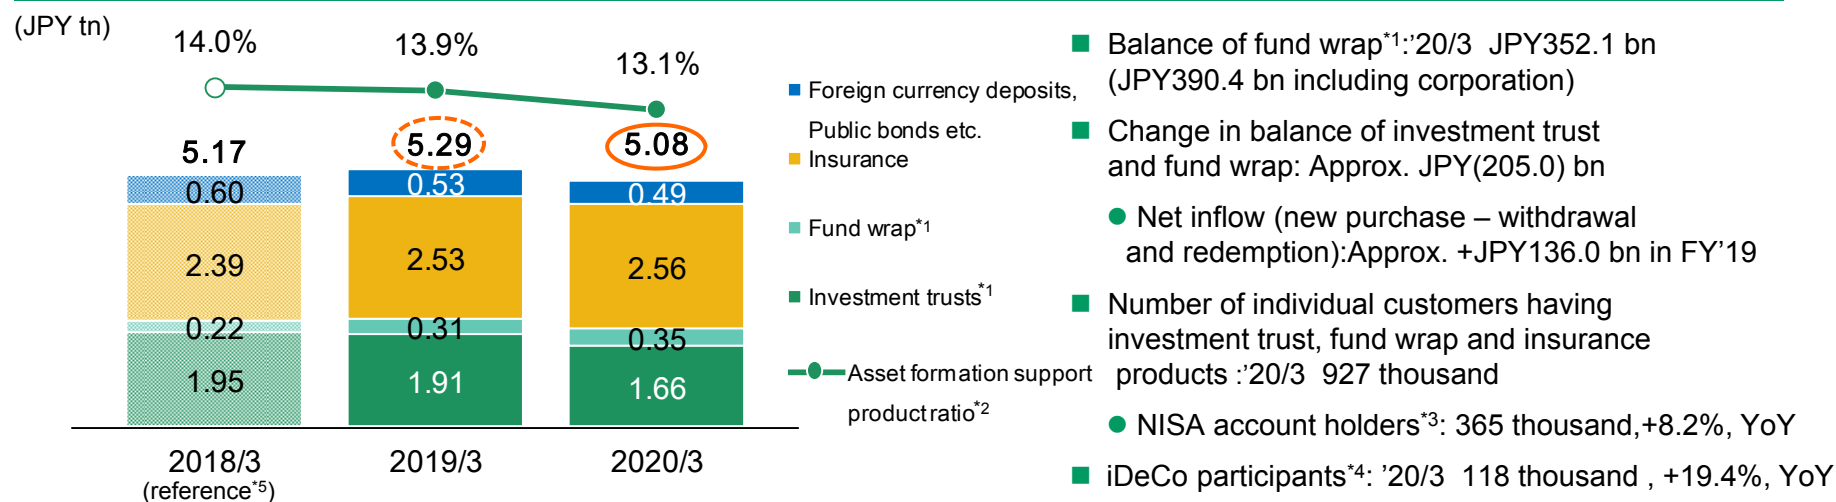 (JPY tn)
14.0%
13.9%
13.1%
5.17
5.29
5.08
0.60
0.53
0.49
2.39
2.53
2.56
0.22
0.31
0.35
1.95
1.91
1.66
2018/3
(reference*5)
2019/3
2020/3
Foreign currency deposits,
Public bonds etc.
Insurance
Fund wrap*1
Investment trusts*1
Asset formation support
product ratio*2
■ Balance of fund wrap*1:’20/3 JPY352.1 bn
(JPY390.4 bn including corporation)
■ Change in balance of investment trust
and fund wrap: Approx. JPY(205.0) bn
● Net inflow (new purchase – withdrawal
and redemption):Approx. +JPY136.0 bn in FY’19
■ Number of individual customers having
investment trust, fund wrap and insurance
products :’20/3 927 thousand
● NISA account holders*3: 365 thousand,+8.2%, YoY
■ iDeCo participants*4: ’20/3 118 thousand , +19.4%, YoY